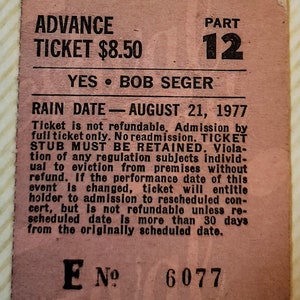 ADVANCE PART
TICKET $8.50 12
YES • BOB SEGER
RAIN DATE — AUGUST 21, 1977
Ticket is not refundable. Admission by
full ticket only. No readmission. TICKET
STUB MUST BE RETAINED. Viola-
tion of any regulation subjects individ-
ual to eviction from premises without
refund. If the performance date of this
event is changed, ticket will entitle
holder to admission to rescheduled con-
cert, but is not refundable unless re-
scheduled date is more than 30 days
from the originally scheduled date.
E No 6077